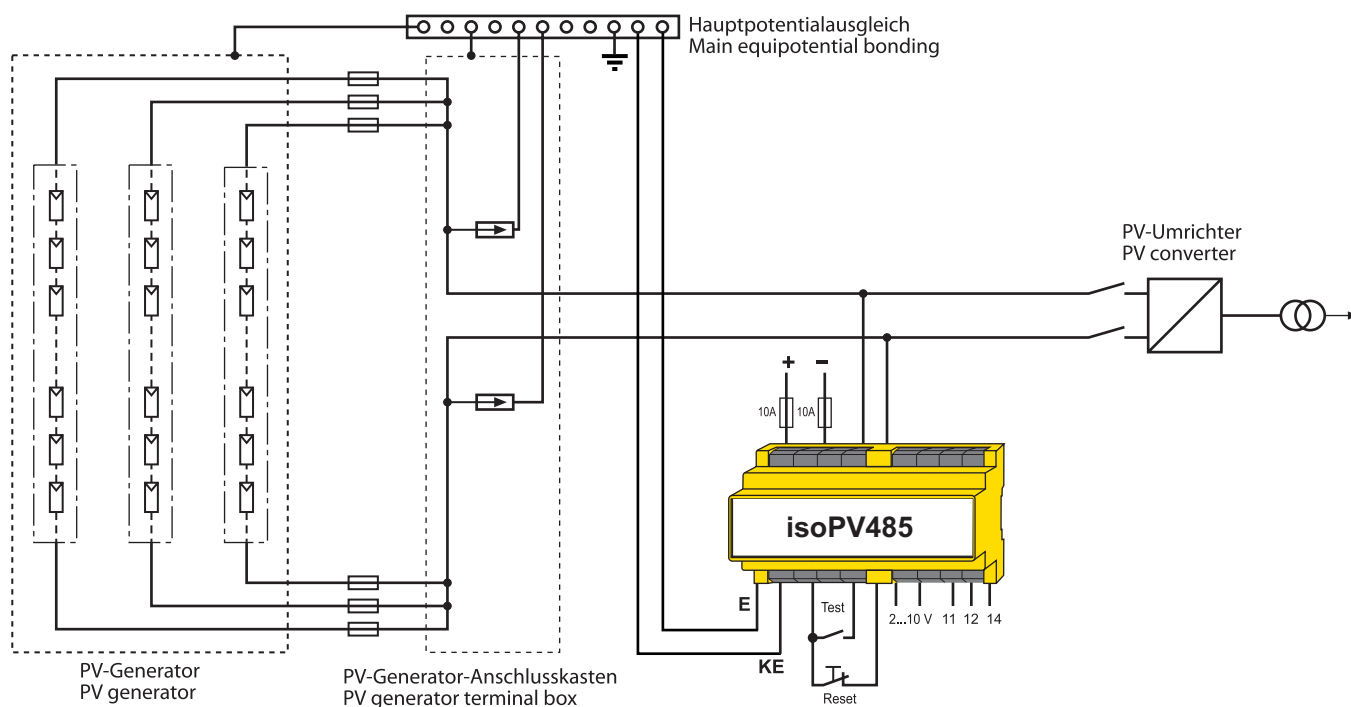 Hauptpotentialausgleich
Main equipotential bonding
PV-Umrichter
PV converter
+ −
10A 10A
isoPV485
E
Test
2...10 V 11 12 14
KE
Reset
PV-Generator
PV generator
PV-Generator-Anschlusskasten
PV generator terminal box